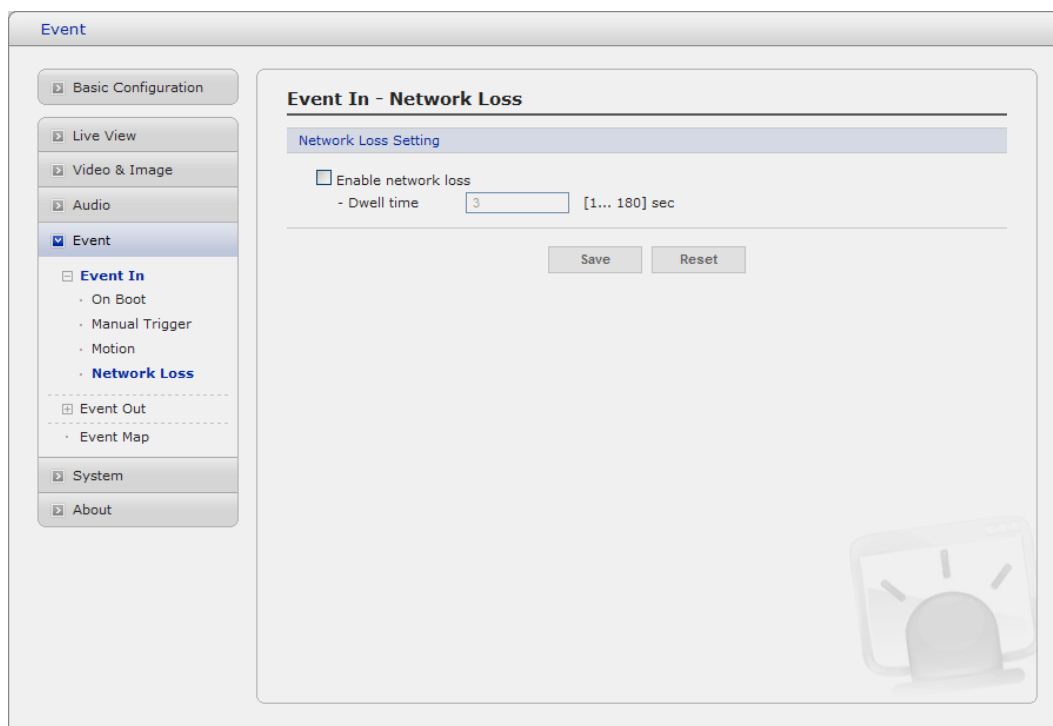 Event
Basic Configuration
Live View
Video & Image
Audio
Event
Event In
On Boot
Manual Trigger
Motion
Network Loss
Event Out
Event Map
System
About
Event In - Network Loss
Network Loss Setting
Enable network loss
- Dwell time 3 [1... 180] sec
Save Reset